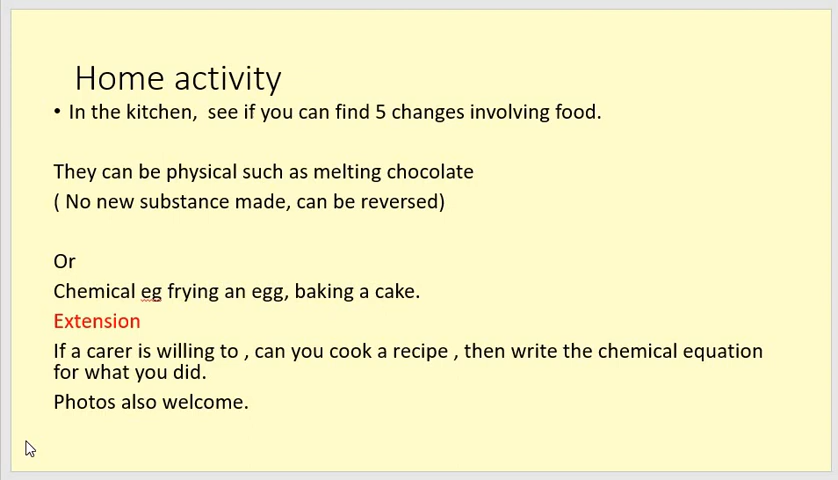 Home activity
• In the kitchen,  see if you can find 5 changes involving food.
They can be physical such as melting chocolate
( No new substance made, can be reversed)
Or
Chemical eg frying an egg, baking a cake.
Extension
If a carer is willing to , can you cook a recipe , then write the chemical equation
for what you did.
Photos also welcome.